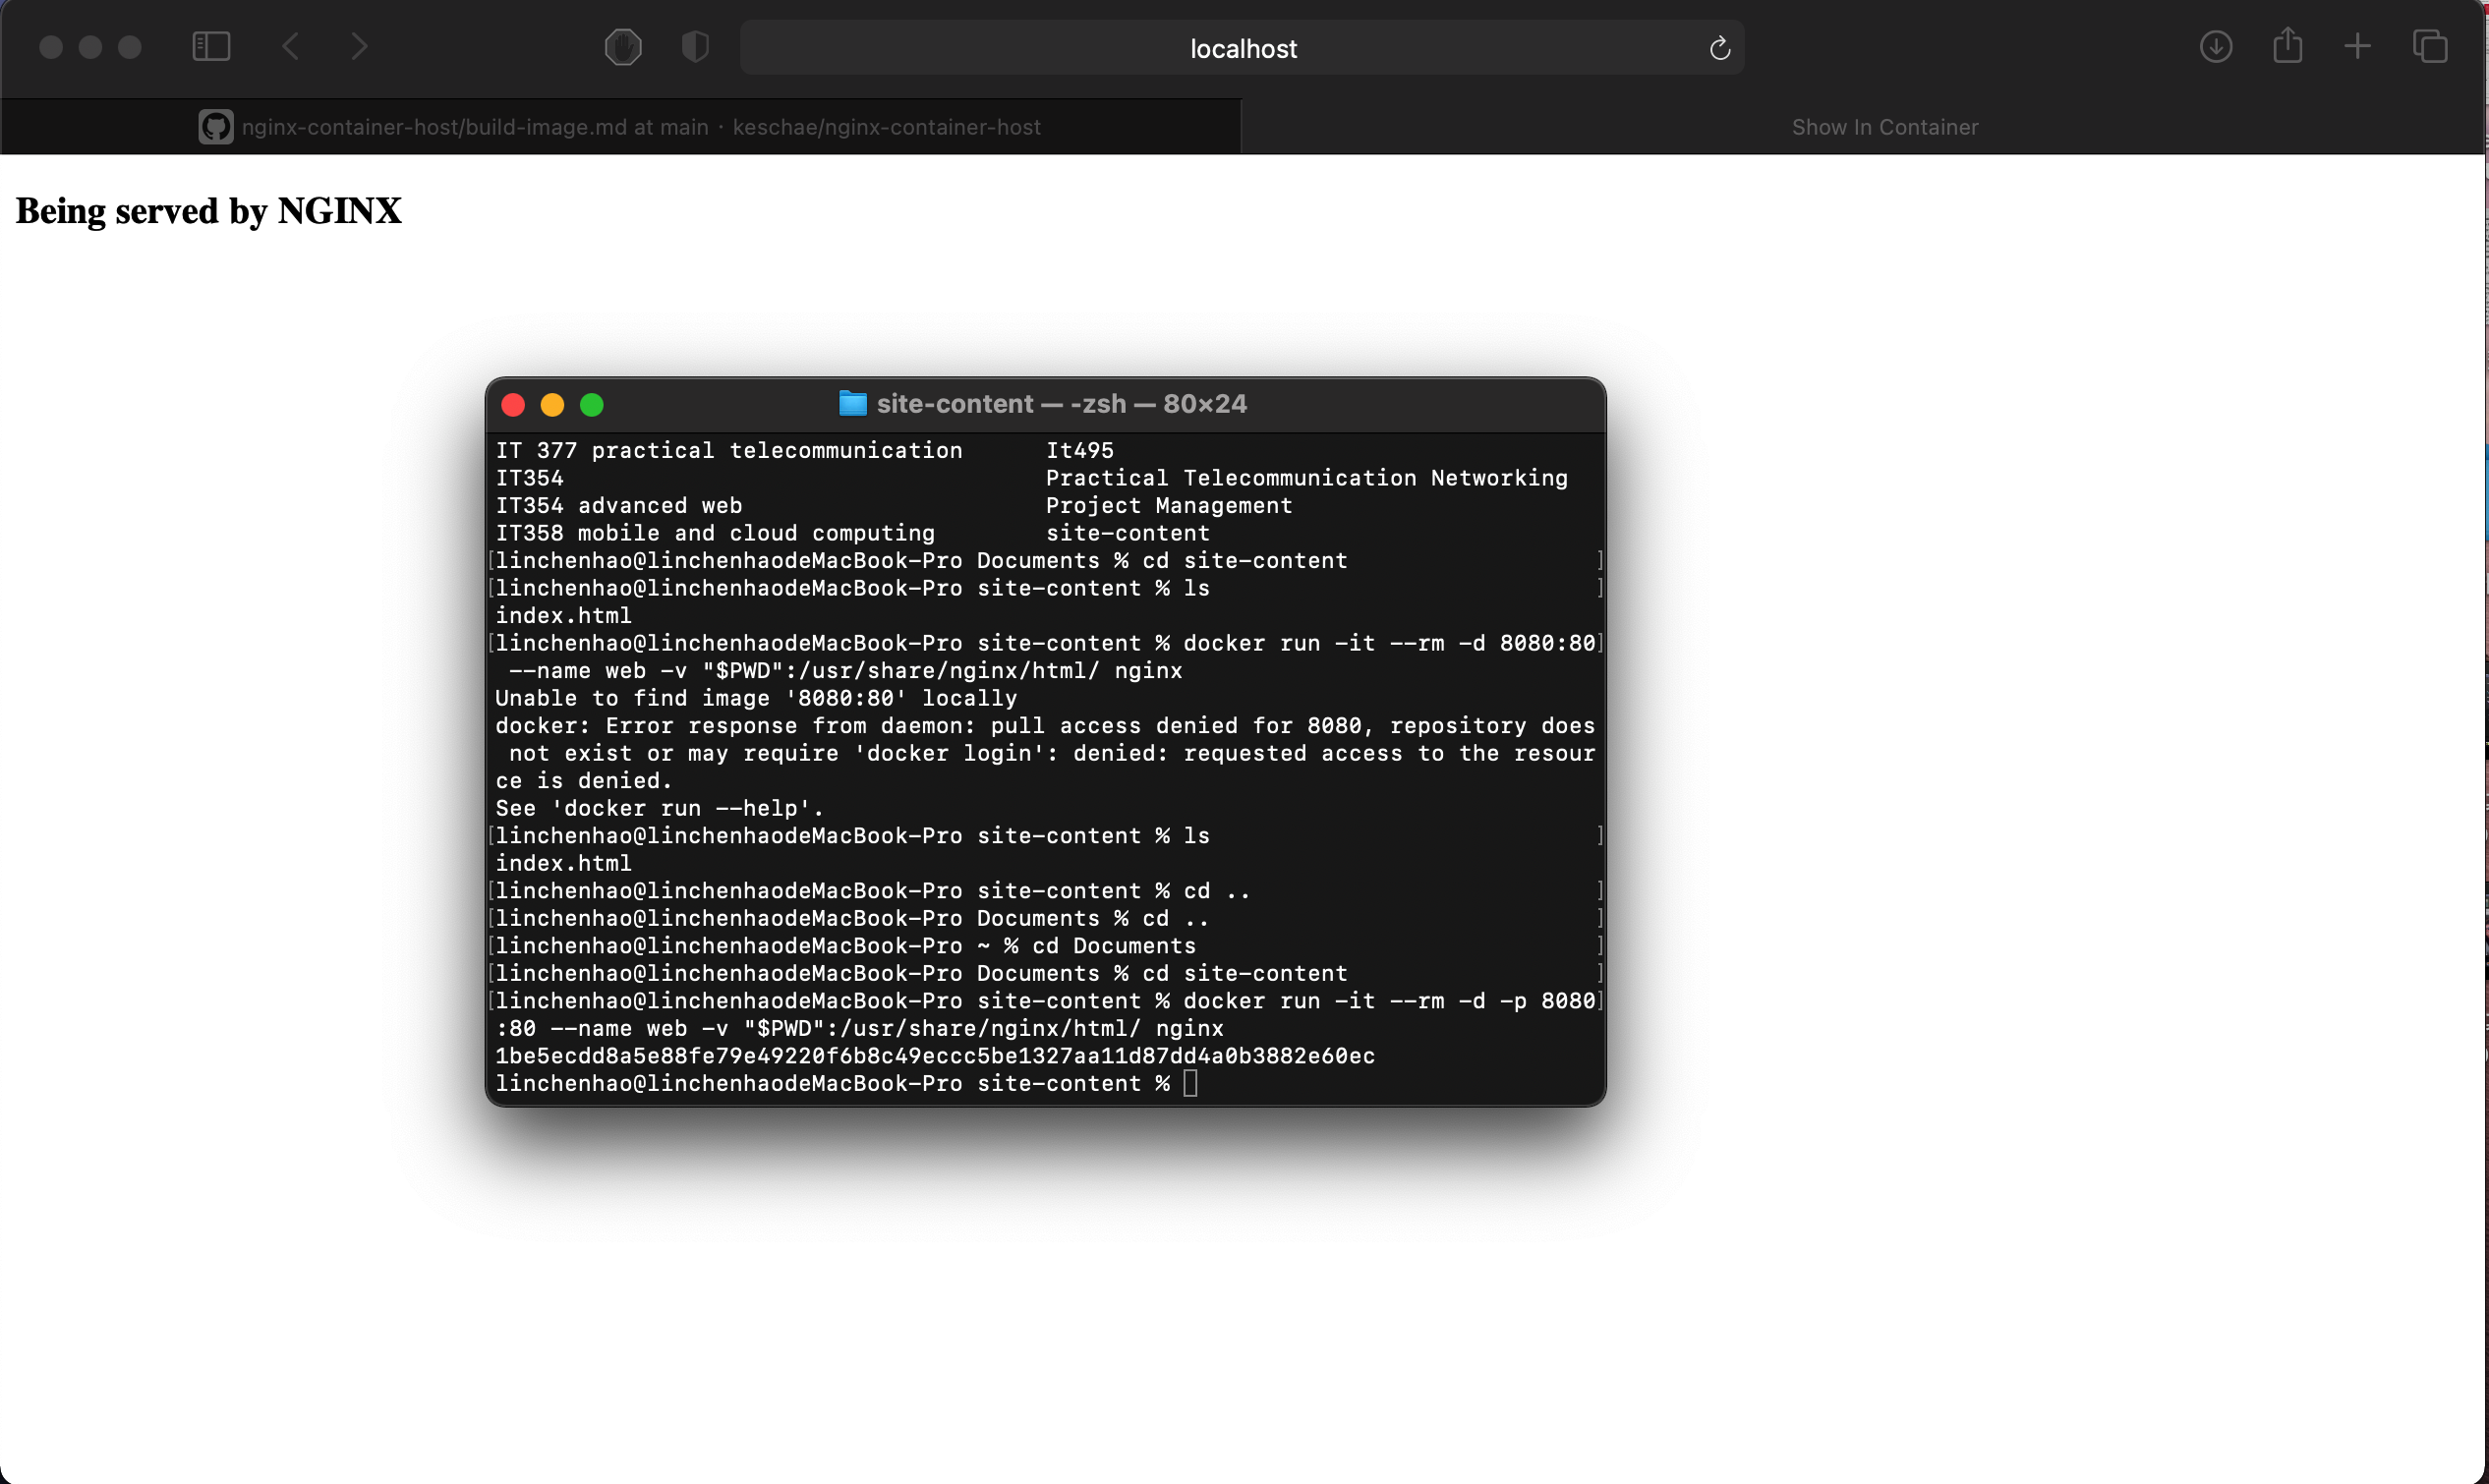 localhost
nginx-container-host/build-image.md at main · keschae/nginx-container-host
Show In Container
Being served by NGINX
site-content — -zsh — 80×24
IT 377 practical telecommunication      It495
IT354                                   Practical Telecommunication Networking
IT354 advanced web                      Project Management
IT358 mobile and cloud computing        site-content
[linchenhao@linchenhaodeMacBook-Pro Documents % cd site-content                  ]
[linchenhao@linchenhaodeMacBook-Pro site-content % ls                            ]
index.html
[linchenhao@linchenhaodeMacBook-Pro site-content % docker run -it --rm -d 8080:80]
 --name web -v "$PWD":/usr/share/nginx/html/ nginx
Unable to find image '8080:80' locally
docker: Error response from daemon: pull access denied for 8080, repository does
 not exist or may require 'docker login': denied: requested access to the resour
ce is denied.
See 'docker run --help'.
[linchenhao@linchenhaodeMacBook-Pro site-content % ls                            ]
index.html
[linchenhao@linchenhaodeMacBook-Pro site-content % cd ..                         ]
[linchenhao@linchenhaodeMacBook-Pro Documents % cd ..                            ]
[linchenhao@linchenhaodeMacBook-Pro ~ % cd Documents                             ]
[linchenhao@linchenhaodeMacBook-Pro Documents % cd site-content                  ]
[linchenhao@linchenhaodeMacBook-Pro site-content % docker run -it --rm -d -p 8080]
:80 --name web -v "$PWD":/usr/share/nginx/html/ nginx
1be5ecdd8a5e88fe79e49220f6b8c49eccc5be1327aa11d87dd4a0b3882e60ec
linchenhao@linchenhaodeMacBook-Pro site-content %